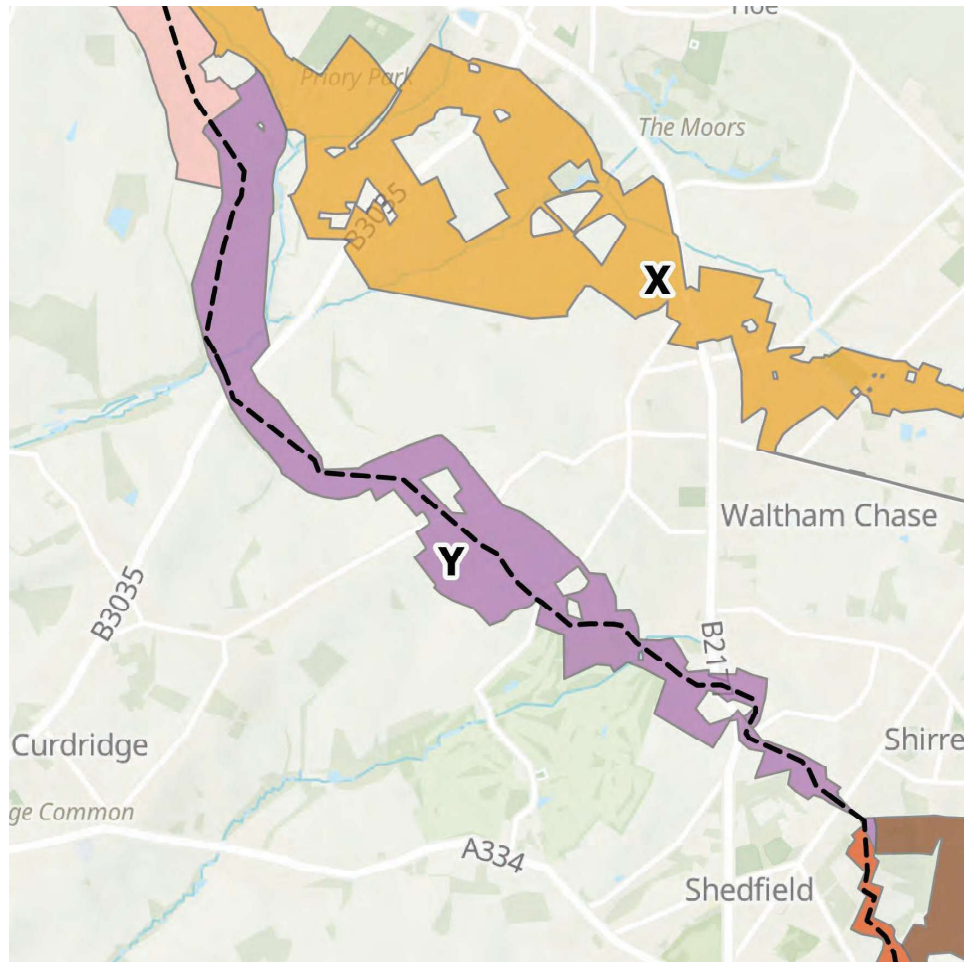 Hoe
Priory Park
The Moors
B3035
X
Waltham Chase
Y
B3035
B217
Curdridge
Shirre
ge Common
A334
Shedfield